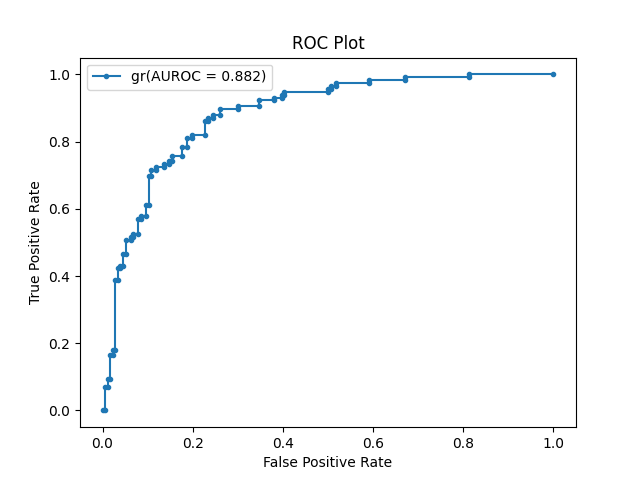 ROC Plot
gr(AUROC = 0.882)
True Positive Rate
1.0
0.8
0.6
0.4
0.2
0.0
0.0 0.2 0.4 0.6 0.8 1.0
False Positive Rate